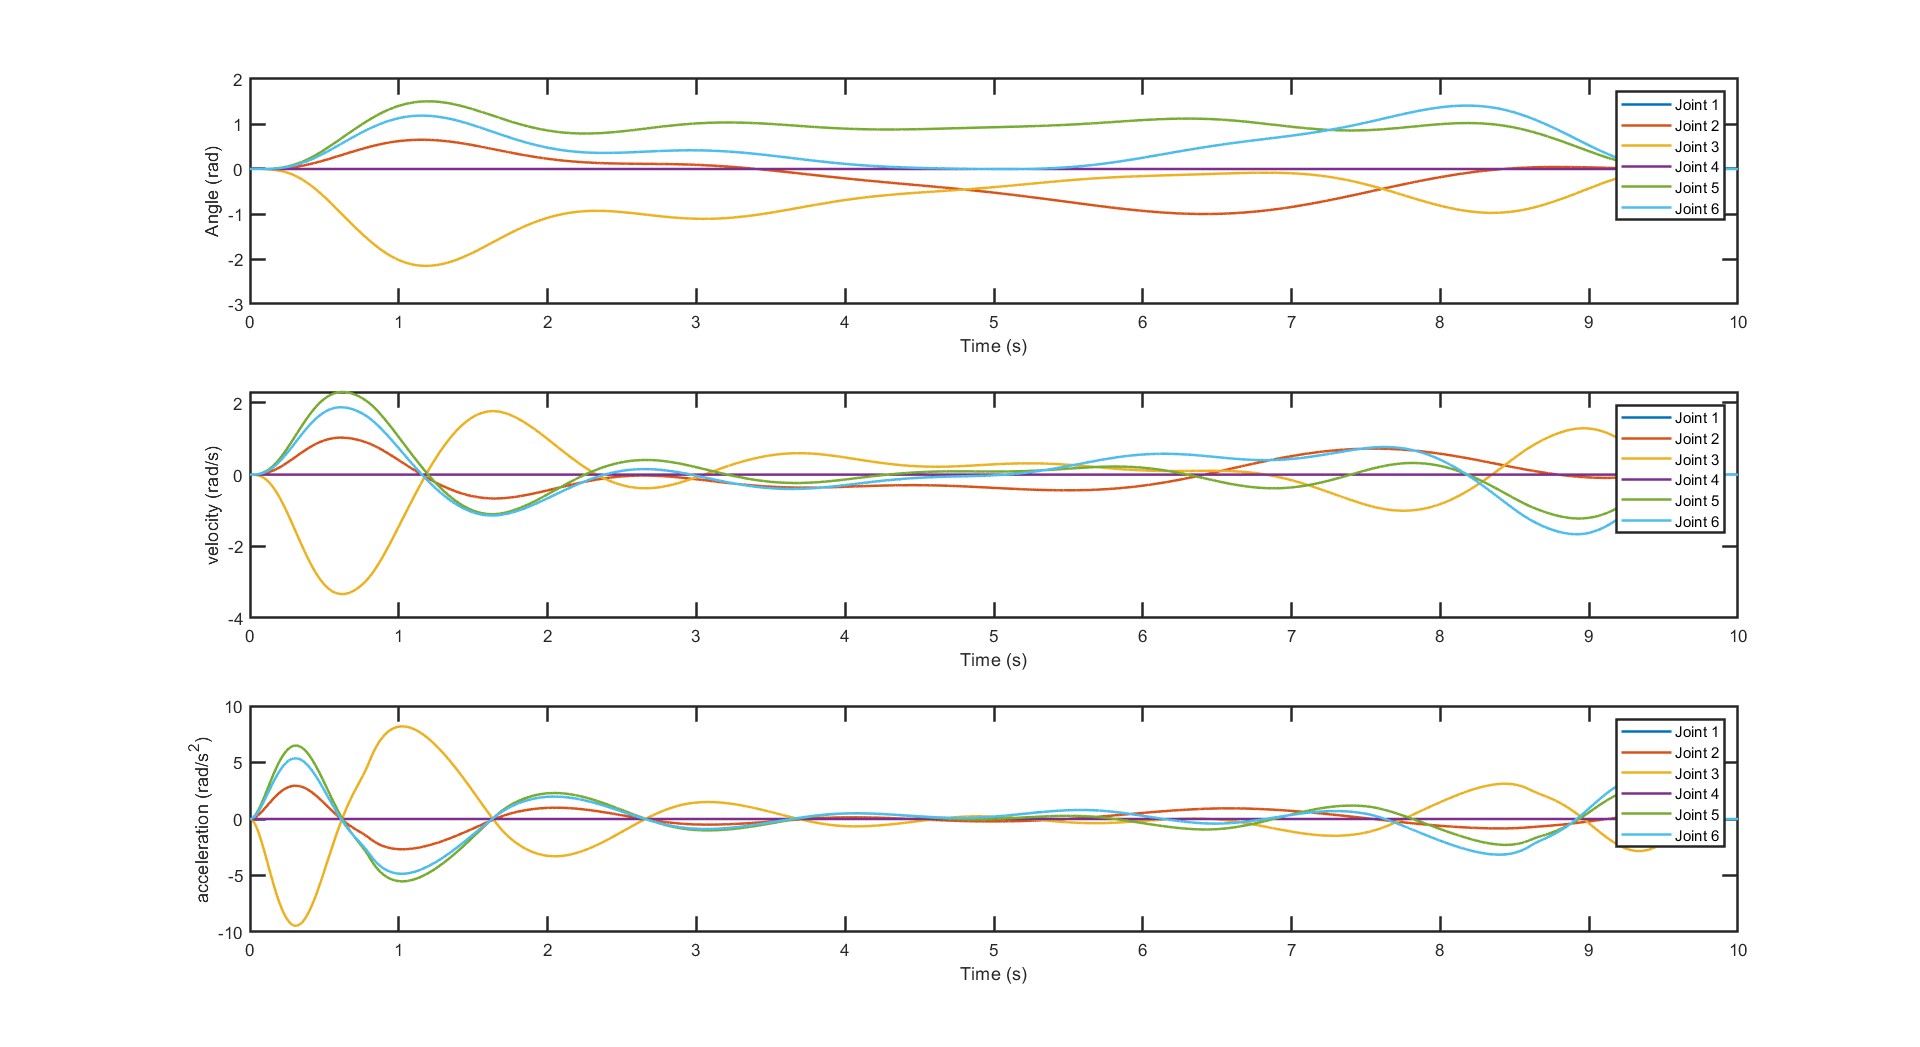 2
1
0
-1
-2
-3
Angle (rad)
0 1 2 3 4 5 6 7 8 9 10
Time (s)
Joint 1
Joint 2
Joint 3
Joint 4
Joint 5
Joint 6
2
0
-2
-4
velocity (rad/s)
0 1 2 3 4 5 6 7 8 9 10
Time (s)
Joint 1
Joint 2
Joint 3
Joint 4
Joint 5
Joint 6
10
5
0
-5
-10
acceleration (rad/s²)
0 1 2 3 4 5 6 7 8 9 10
Time (s)
Joint 1
Joint 2
Joint 3
Joint 4
Joint 5
Joint 6